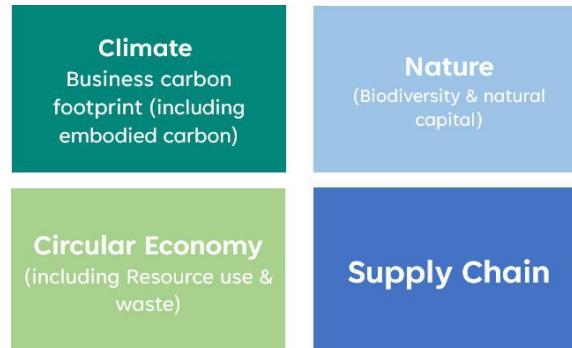 Climate
Business carbon
footprint (including
embodied carbon)
Nature
(Biodiversity & natural
capital)
Circular Economy
(including Resource use &
waste)
Supply Chain